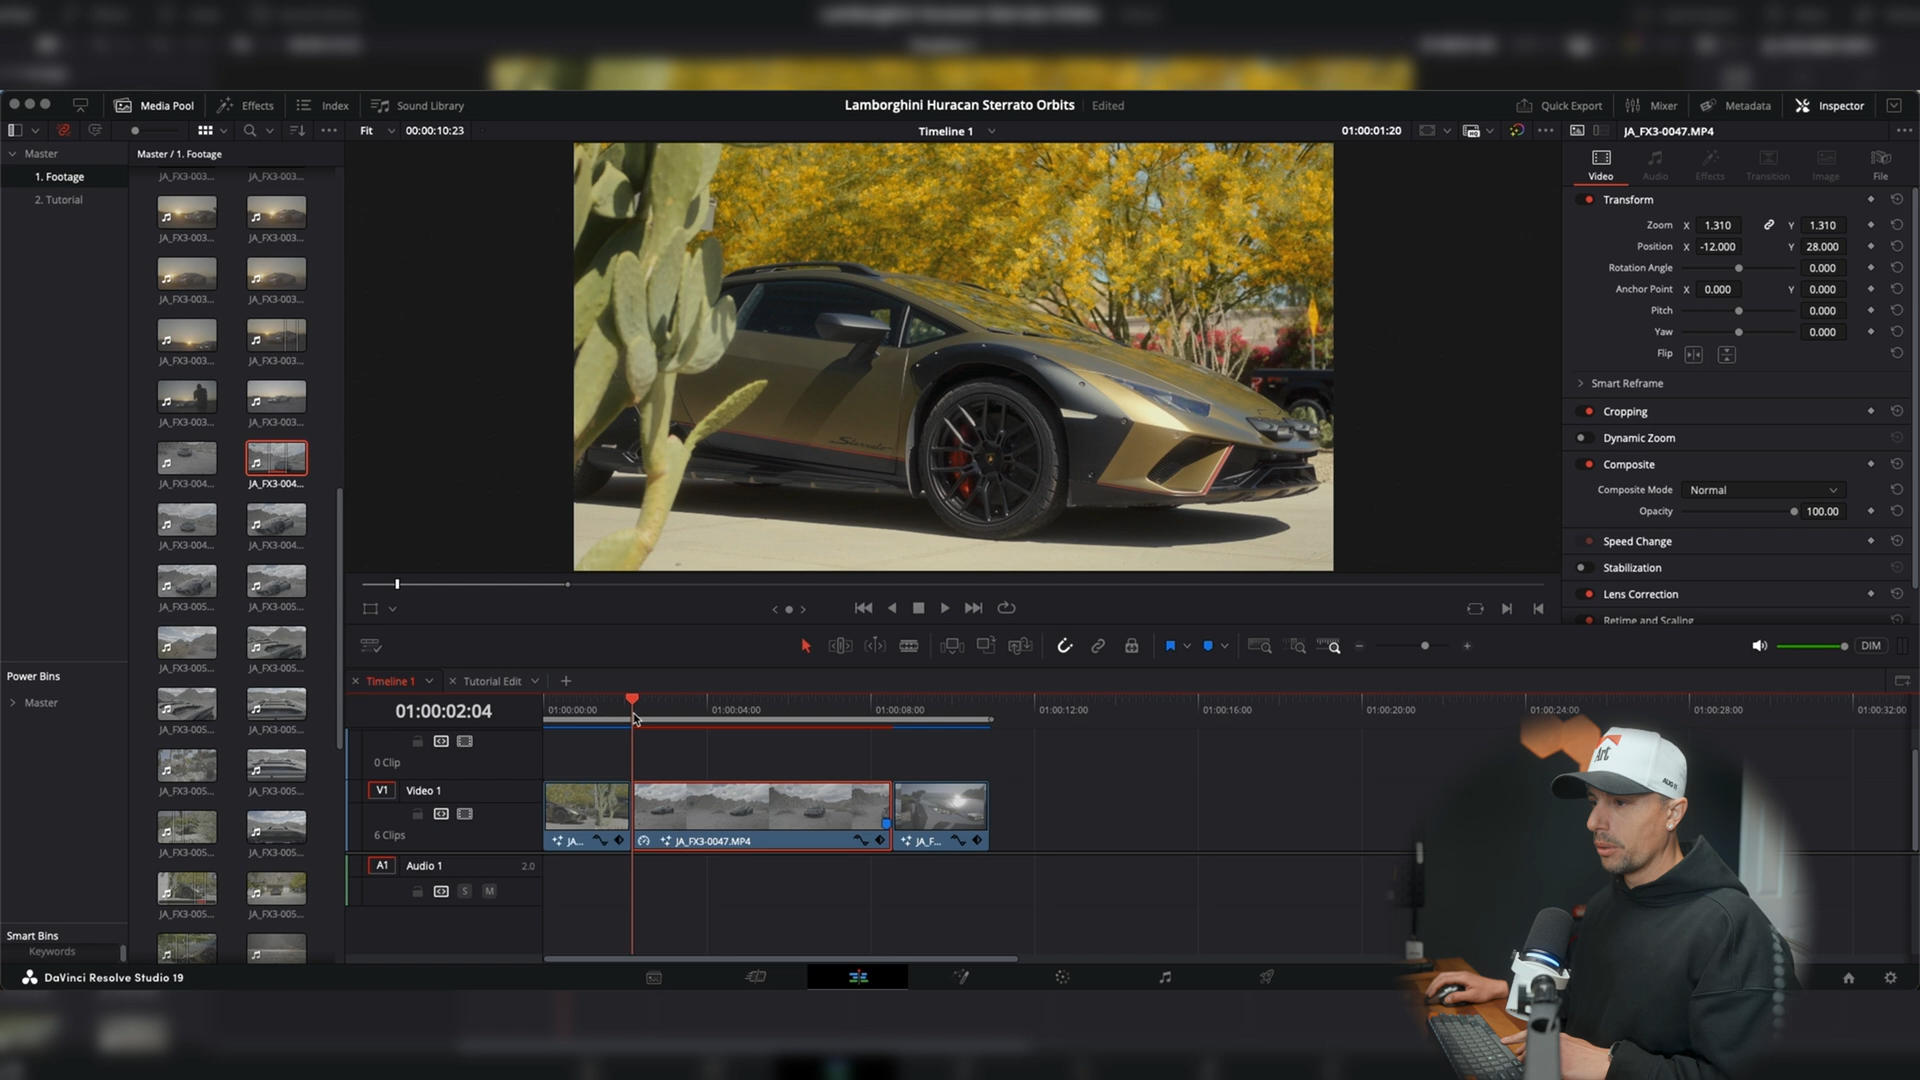 Media Pool
Effects
Index
Sound Library
Lamborghini Huracan Sterrato Orbits
Edited
Quick Export
Mixer
Metadata
Inspector
Fit
00:00:10:23
Timeline 1
01:00:01:20
JA_FX3-0047.MP4
Master
1. Footage
2. Tutorial
Master / 1. Footage
JA_FX3-003...
JA_FX3-003...
JA_FX3-003...
JA_FX3-003...
JA_FX3-003...
JA_FX3-003...
JA_FX3-003...
JA_FX3-003...
JA_FX3-003...
JA_FX3-003...
JA_FX3-004...
JA_FX3-004...
JA_FX3-004...
JA_FX3-004...
JA_FX3-005...
JA_FX3-005...
JA_FX3-005...
JA_FX3-005...
JA_FX3-005...
JA_FX3-005...
JA_FX3-005...
JA_FX3-005...
JA_FX3-005...
JA_FX3-005...
JA_FX3-005...
JA_FX3-005...
Power Bins
Master
Smart Bins
Keywords
Sterrato
Video
Audio
Effects
Transition
Image
File
Transform
Zoom X 1.310 Y 1.310
Position X -12.000 Y 28.000
Rotation Angle 0.000
Anchor Point X 0.000 Y 0.000
Pitch 0.000
Yaw 0.000
Flip
Smart Reframe
Cropping
Dynamic Zoom
Composite
Composite Mode Normal
Opacity 100.00
Speed Change
Stabilization
Lens Correction
Retime and Scaling
DIM
Timeline 1
Tutorial Edit
01:00:02:04
01:00:00:00
01:00:04:00
01:00:08:00
01:00:12:00
01:00:16:00
01:00:20:00
01:00:24:00
01:00:28:00
01:00:32:00
0 Clip
V1 Video 1
6 Clips
JA...
JA_FX3-0047.MP4
JA_F...
A1 Audio 1 2.0
S M
Arc
DaVinci Resolve Studio 19